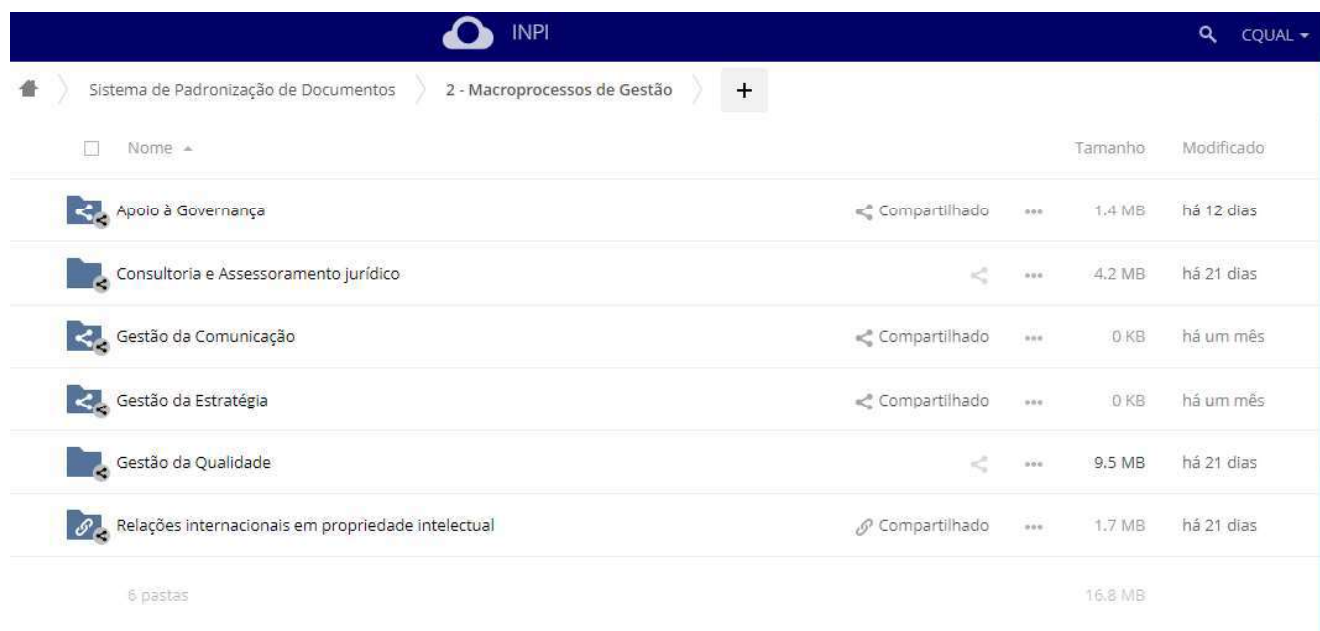 INPI CQUAL
Sistema de Padronização de Documentos 2 - Macroprocessos de Gestão +
Nome Tamanho Modificado
Apoio à Governança Compartilhado ••• 1.4 MB há 12 dias
Consultoria e Assessoramento jurídico ••• 4.2 MB há 21 dias
Gestão da Comunicação Compartilhado ••• 0 KB há um mês
Gestão da Estratégia Compartilhado ••• 0 KB há um mês
Gestão da Qualidade ••• 9.5 MB há 21 dias
Relações internacionais em propriedade intelectual Compartilhado ••• 1.7 MB há 21 dias
6 pastas 16.8 MB